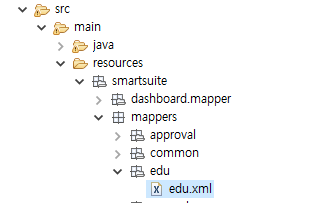 src
main
java
resources
smartsuite
dashboard.mapper
mappers
approval
common
edu
edu.xml